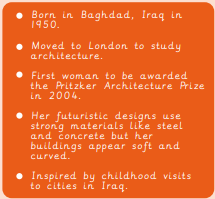 Born in Baghdad, Iraq in
1950.
Moved to London to study
architecture.
First woman to be awarded
the Pritzker Architecture Prize
in 2004.
Her futuristic designs use
strong materials like steel
and concrete but her
buildings appear soft and
curved.
Inspired by childhood visits
to cities in Iraq.